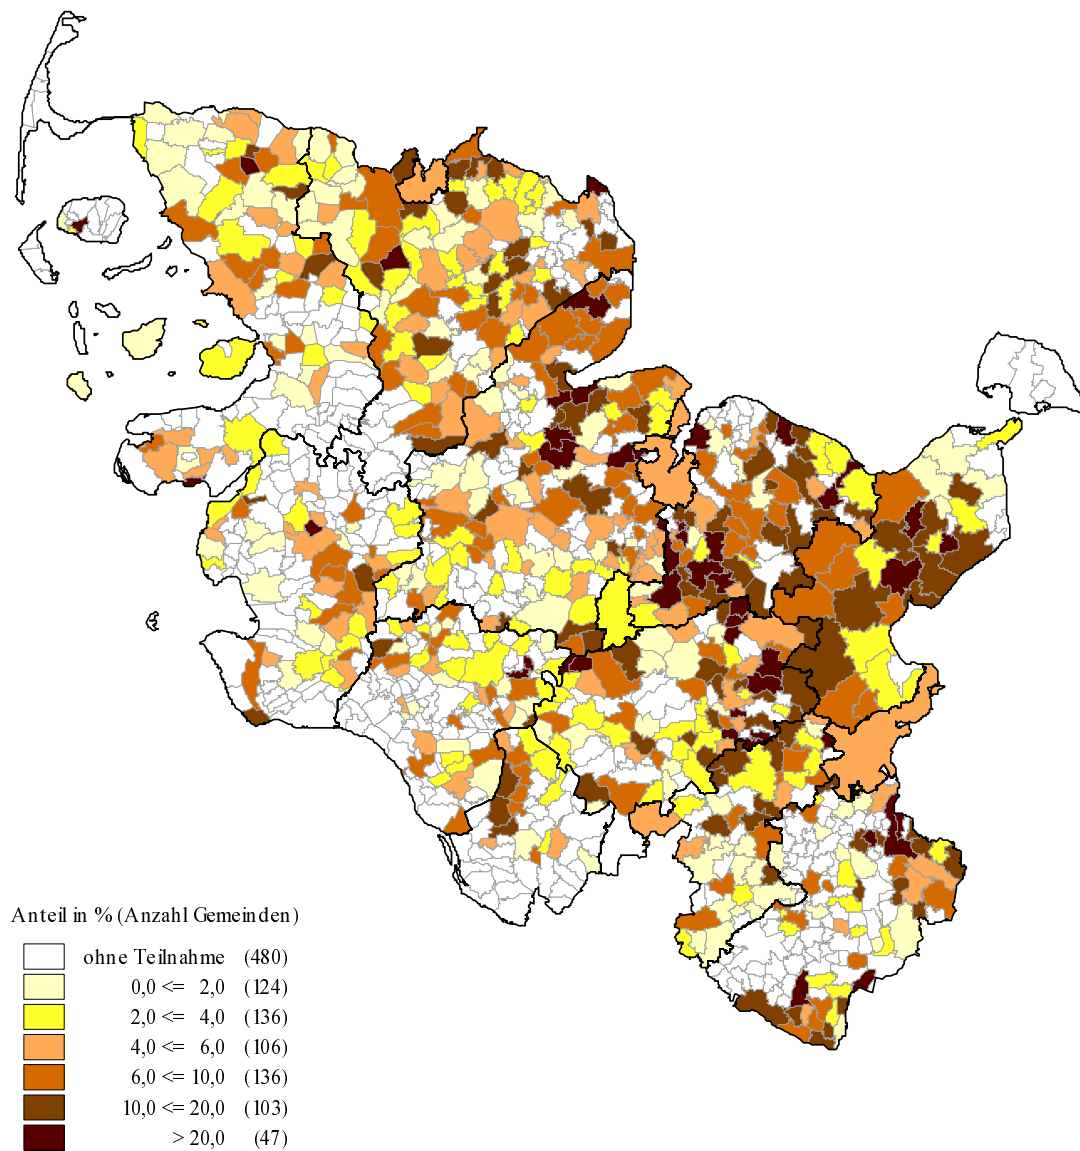 Anteil in % (Anzahl Gemeinden)
ohne Teilnahme (480)
0,0 <= 2,0 (124)
2,0 <= 4,0 (136)
4,0 <= 6,0 (106)
6,0 <= 10,0 (136)
10,0 <= 20,0 (103)
> 20,0 (47)